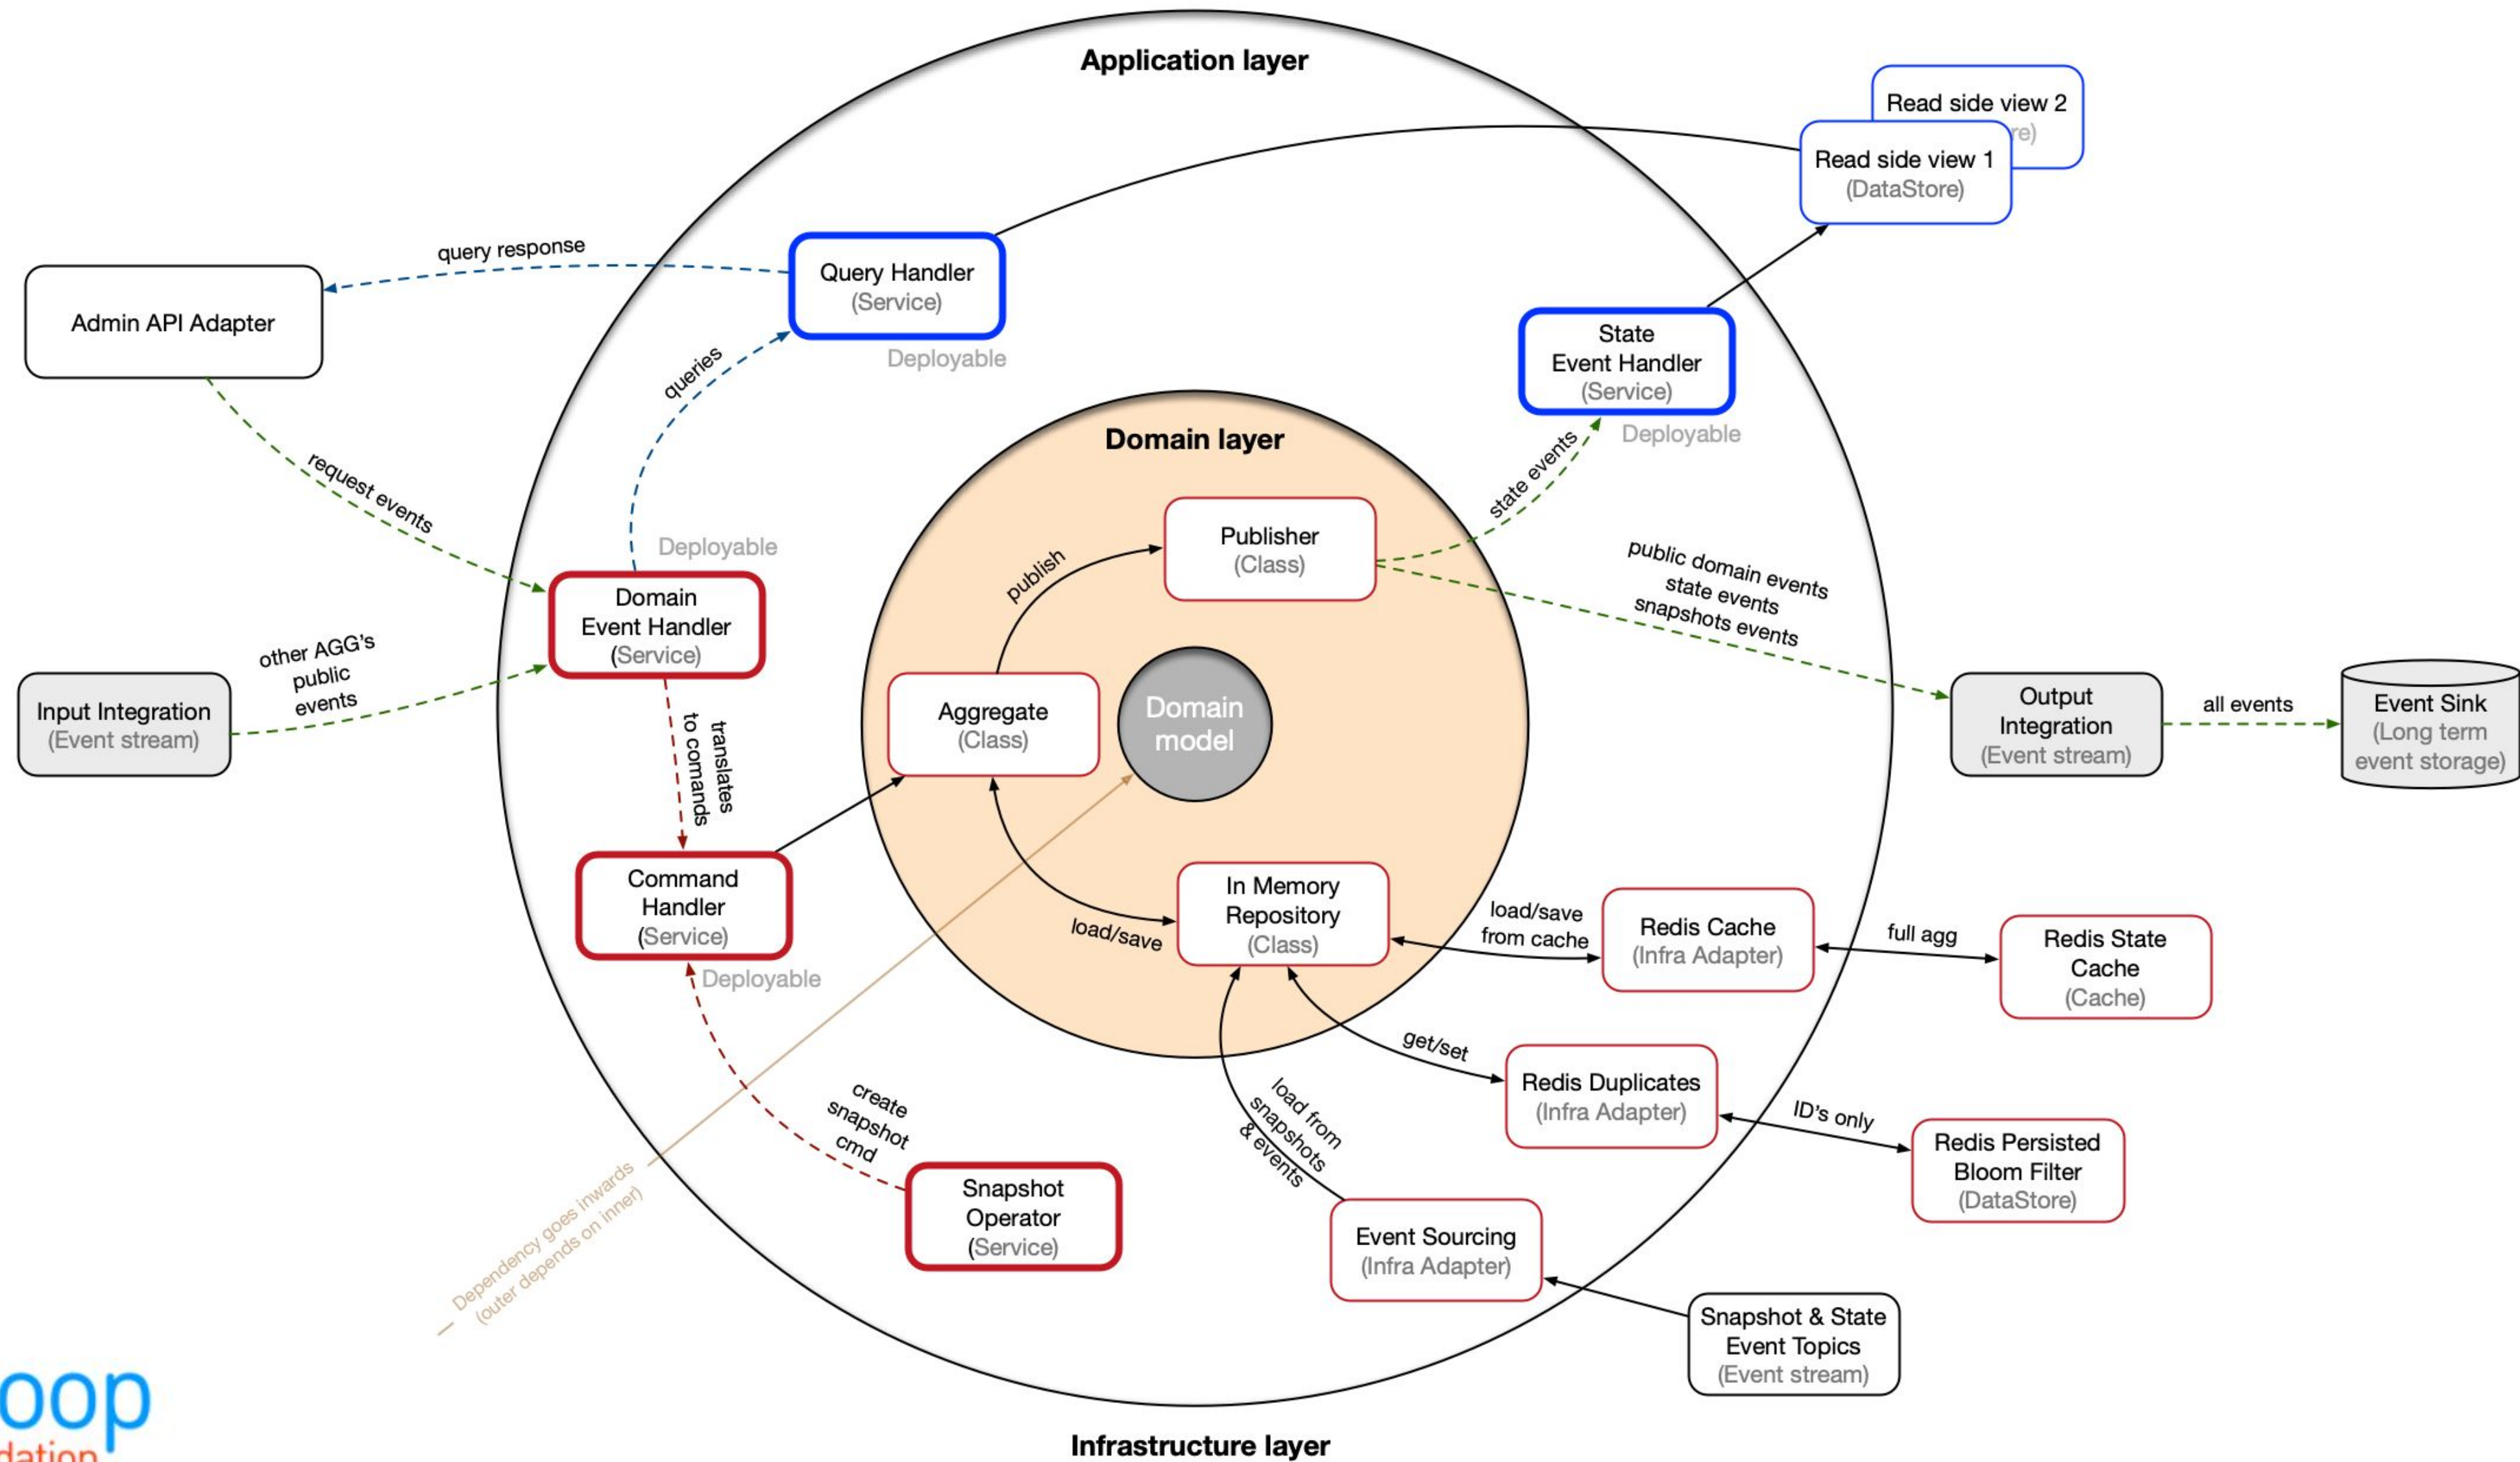 Application layer
Read side view 2
re)
Read side view 1
(DataStore)
query response
Query Handler
(Service)
Deployable
Admin API Adapter
queries
State
Event Handler
(Service)
Deployable
Domain layer
state events
request events
Publisher
(Class)
publish
public domain events
state events
snapshots events
Deployable
Domain
Event Handler
(Service)
other AGG's
public
events
Input Integration
(Event stream)
translates
to comands
Aggregate
(Class)
Domain
model
Output
Integration
(Event stream)
all events
Event Sink
(Long term
event storage)
Command
Handler
(Service)
Deployable
load/save
In Memory
Repository
(Class)
load/save
from cache
Redis Cache
(Infra Adapter)
full agg
Redis State
Cache
(Cache)
get/set
Redis Duplicates
(Infra Adapter)
ID's only
Redis Persisted
Bloom Filter
(DataStore)
load from
snapshots
& events
create
snapshot
cmd
Snapshot
Operator
(Service)
Event Sourcing
(Infra Adapter)
Dependency goes inwards
(outer depends on inner)
Snapshot & State
Event Topics
(Event stream)
oop
dation
Infrastructure layer